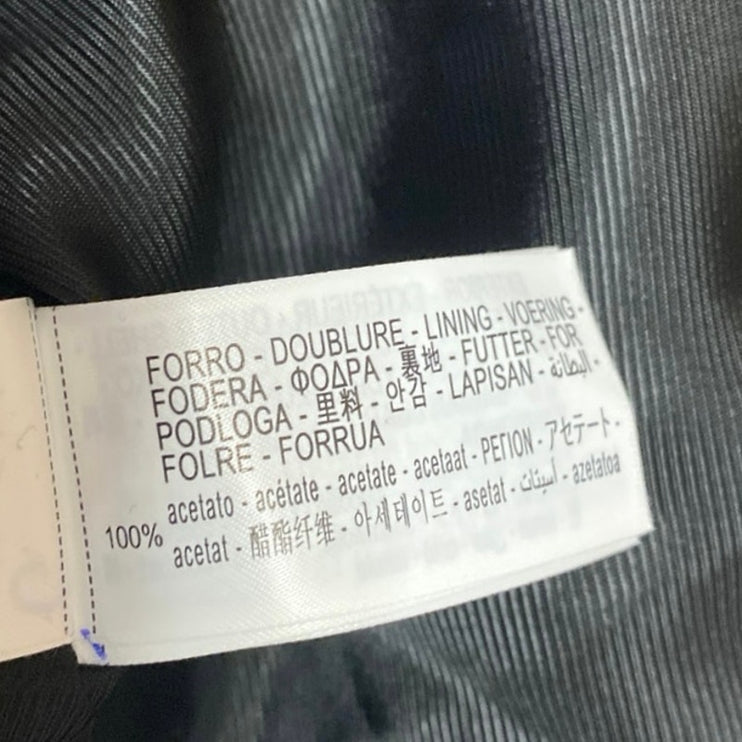 FORRO - DOUBLURE - LINING - VOERING -
FODERA - ΦΟΔΡΑ - 裏地 - FUTTER - FOR
PODLOGA - 里料 - 안감 - LAPISAN - البطانة -
FOLRE - FORRUA
100% acetato - acétate - acetate - acetaat - ΡΕΓΙΟΝ - アセテート -
acetat - 醋酯纤维 - 아세테이트 - asetat - أسيتات - azetatoa